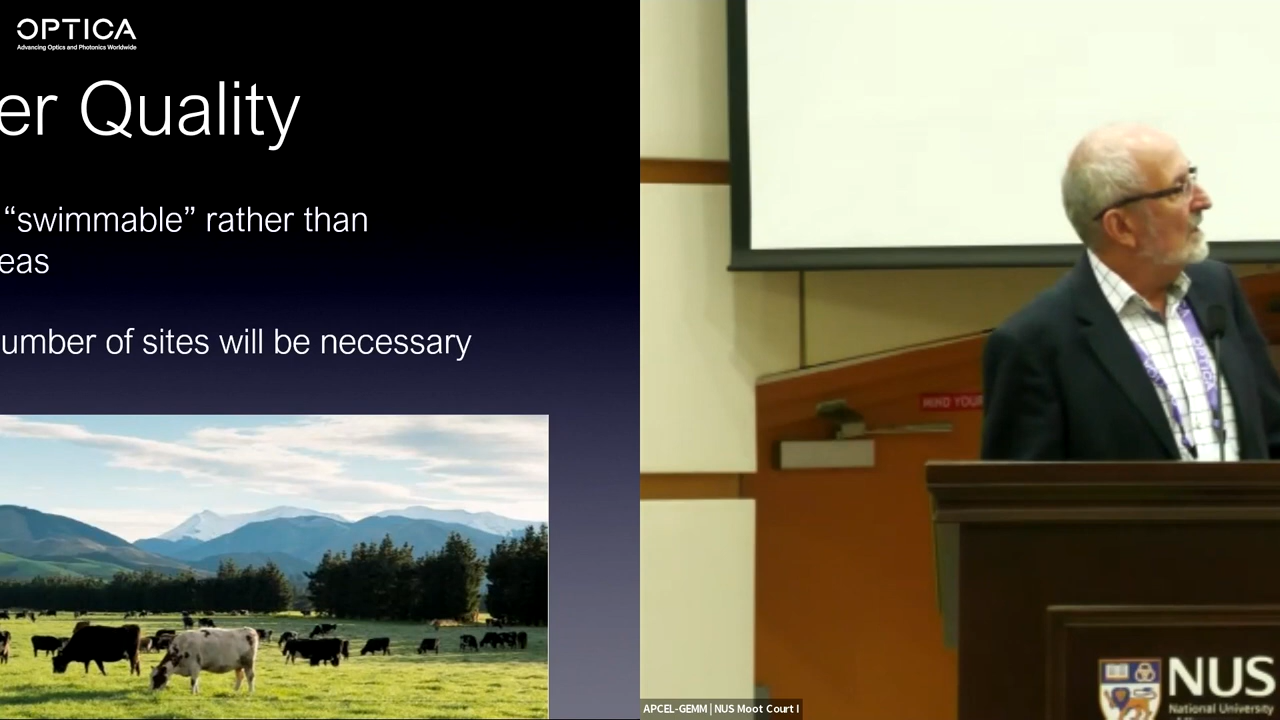 OPTICA
Advancing Optics and Photonics Worldwide
er Quality
“swimmable” rather than
eas
umber of sites will be necessary
MIND YOUR
OPTICA
APCEL-GEMM | NUS Moot Court I
NUS
National University